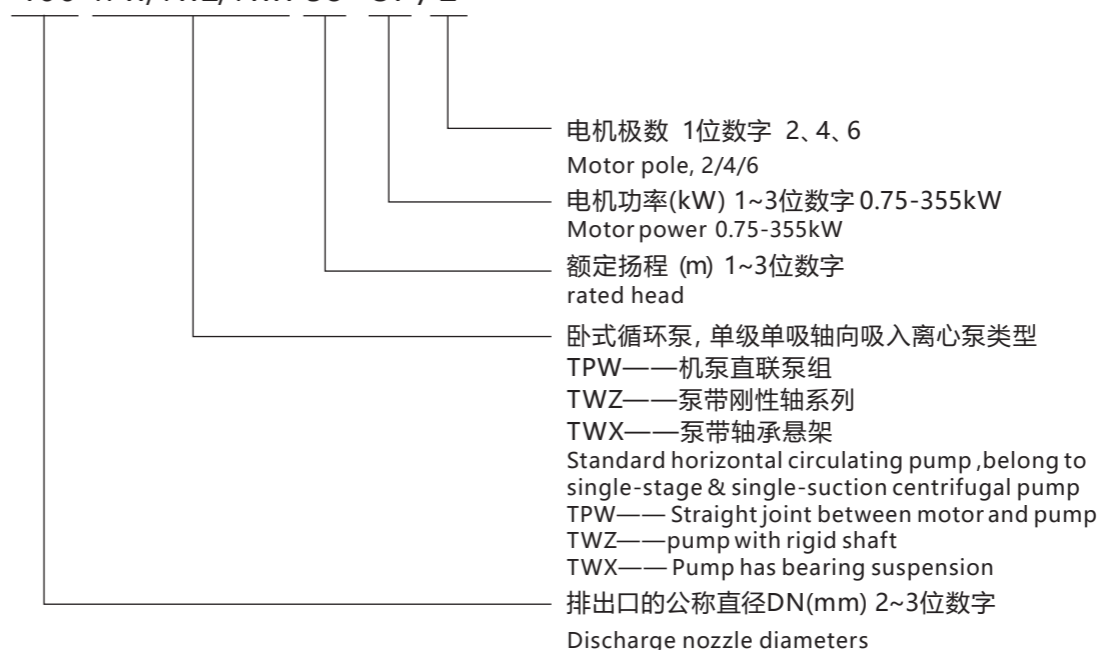 电机极数 1位数字 2、4、6
Motor pole, 2/4/6
电机功率(kW) 1~3位数字 0.75-355kW
Motor power 0.75-355kW
额定扬程 (m) 1~3位数字
rated head
卧式循环泵, 单级单吸轴向吸入离心泵类型
TPW——机泵直联泵组
TWZ——泵带刚性轴系列
TWX——泵带轴承悬架
Standard horizontal circulating pump ,belong to
single-stage & single-suction centrifugal pump
TPW—— Straight joint between motor and pump
TWZ——pump with rigid shaft
TWX—— Pump has bearing suspension
排出口的公称直径DN(mm) 2~3位数字
Discharge nozzle diameters